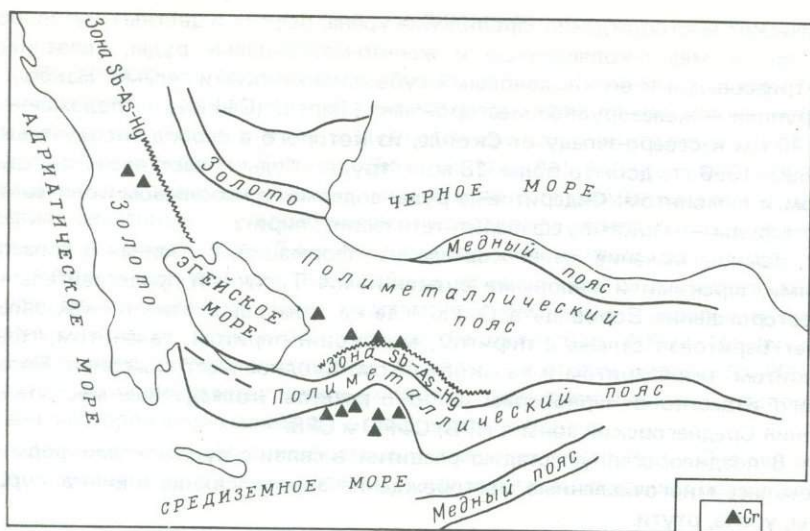 Зона Sb-As-Hg
АДРИАТИЧЕСКОЕ МОРЕ
Золото
Золото
ЧЕРНОЕ МОРЕ
ЭГЕЙСКОЕ
МОРЕ
Медный пояс
Полиметаллический
пояс
Зона Sb-As-Hg
Полиметаллический пояс
СРЕДИЗЕМНОЕ МОРЕ
Медный пояс
▲Cr